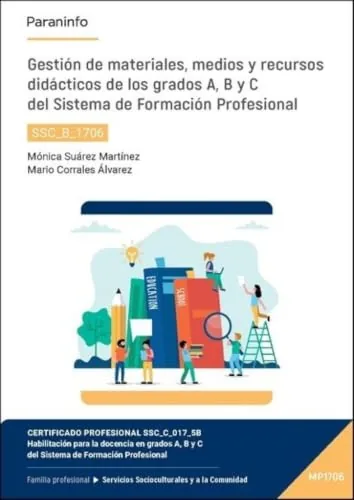 Paraninfo
Gestión de materiales, medios y recursos
didácticos de los grados A, B y C
del Sistema de Formación Profesional
SSC_B_1706
Mónica Suárez Martínez
Mario Corrales Álvarez
EDUCATION
SCHOOL
CERTIFICADO PROFESIONAL SSC_C_017_5B
Habilitación para la docencia en grados A, B y C
del Sistema de Formación Profesional
Familia profesional ▶ Servicios Socioculturales y a la Comunidad
MP1706